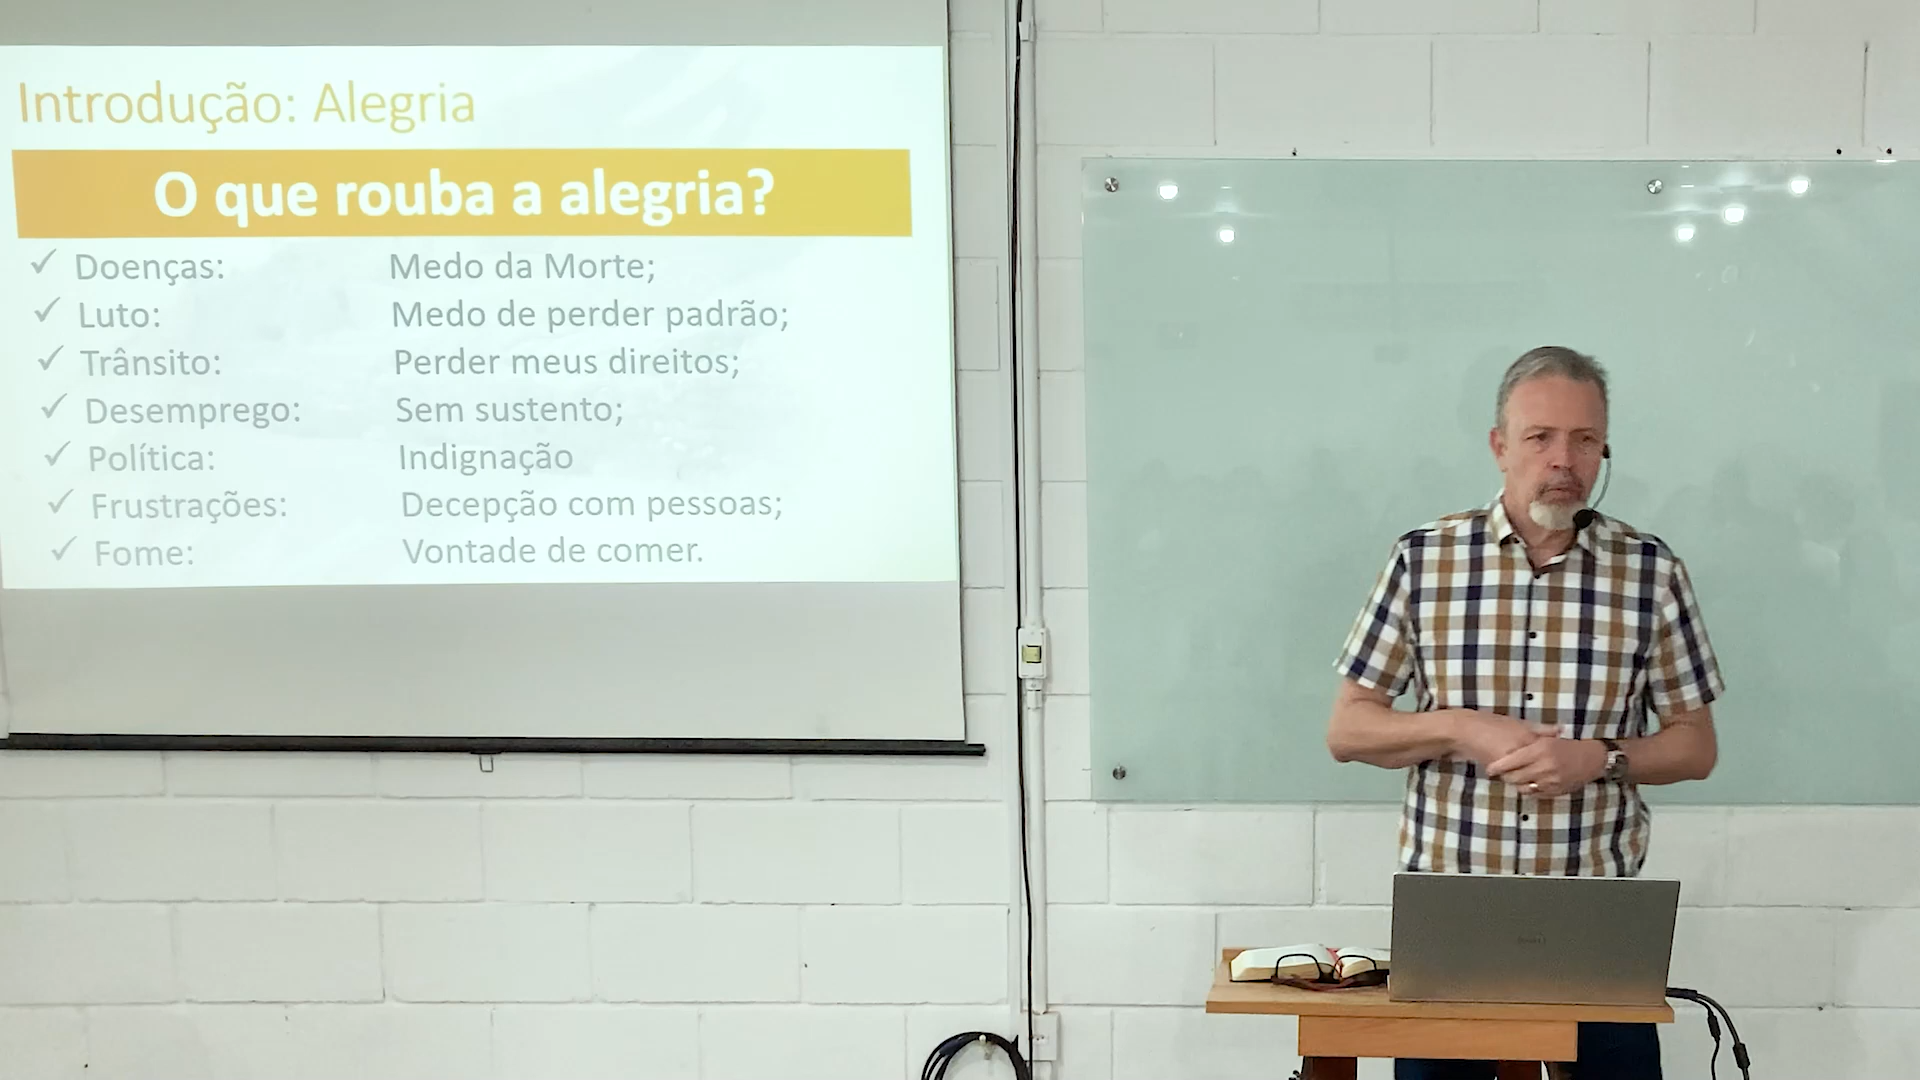 Introdução: Alegria
O que rouba a alegria?
✓ Doenças: Medo da Morte;
✓ Luto: Medo de perder padrão;
✓ Trânsito: Perder meus direitos;
✓ Desemprego: Sem sustento;
✓ Política: Indignação
✓ Frustrações: Decepção com pessoas;
✓ Fome: Vontade de comer.